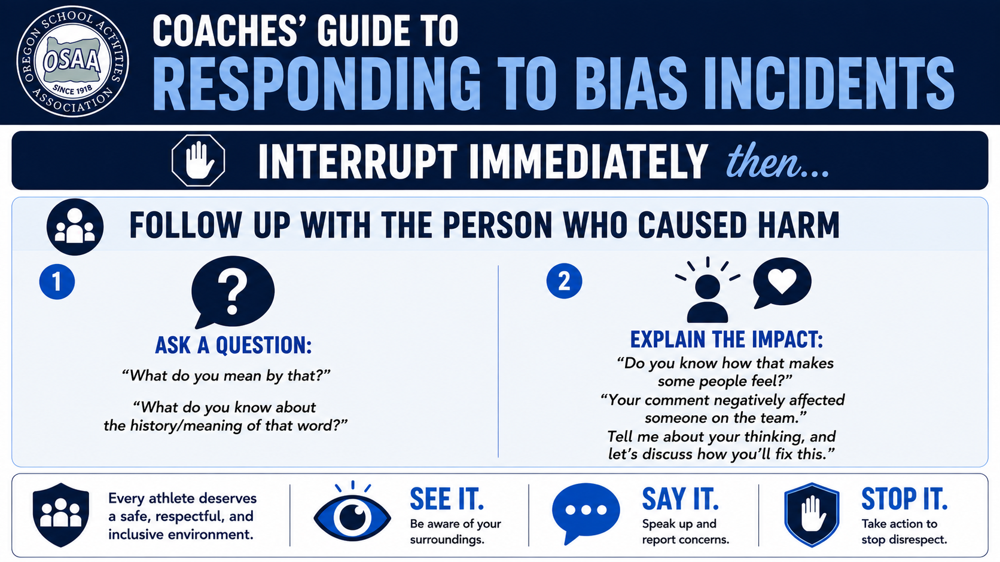 OREGON SCHOOL ACTIVITIES
ASSOCIATION
OSAA
SINCE 1918
COACHES’ GUIDE TO
RESPONDING TO BIAS INCIDENTS
INTERRUPT IMMEDIATELY then...
FOLLOW UP WITH THE PERSON WHO CAUSED HARM
1
ASK A QUESTION:
“What do you mean by that?”
“What do you know about
the history/meaning of that word?”
2
EXPLAIN THE IMPACT:
“Do you know how that makes
some people feel?”
“Your comment negatively affected
someone on the team.”
Tell me about your thinking, and
let’s discuss how you’ll fix this.”
Every athlete deserves
a safe, respectful, and
inclusive environment.
SEE IT.
Be aware of your
surroundings.
SAY IT.
Speak up and
report concerns.
STOP IT.
Take action to
stop disrespect.